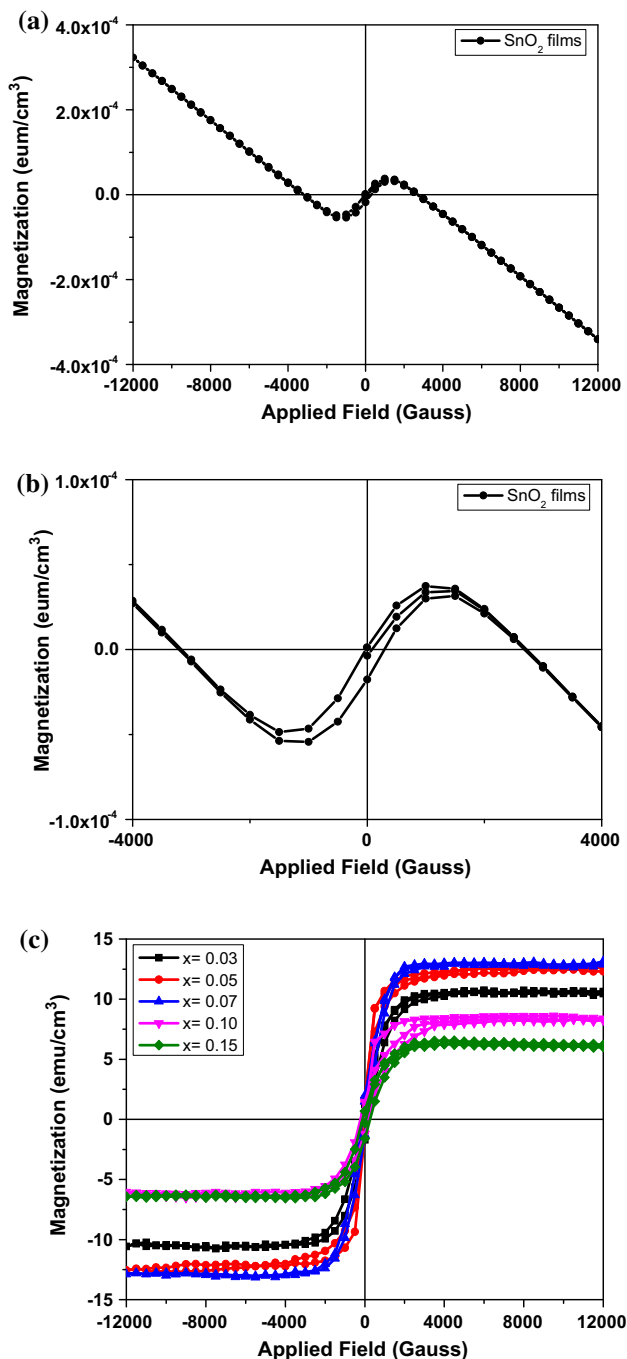 (a)
SnO2 films
4.0x10-4
2.0x10-4
0.0
-2.0x10-4
-4.0x10-4
Magnetization (eum/cm3)
-12000 -8000 -4000 0 4000 8000 12000
Applied Field (Gauss)
(b)
SnO2 films
1.0x10-4
0.0
-1.0x10-4
Magnetization (eum/cm3)
-4000 0 4000
Applied Field (Gauss)
(c)
x= 0.03
x= 0.05
x= 0.07
x= 0.10
x= 0.15
15
10
5
0
-5
-10
-15
Magnetization (emu/cm3)
-12000 -8000 -4000 0 4000 8000 12000
Applied Field (Gauss)